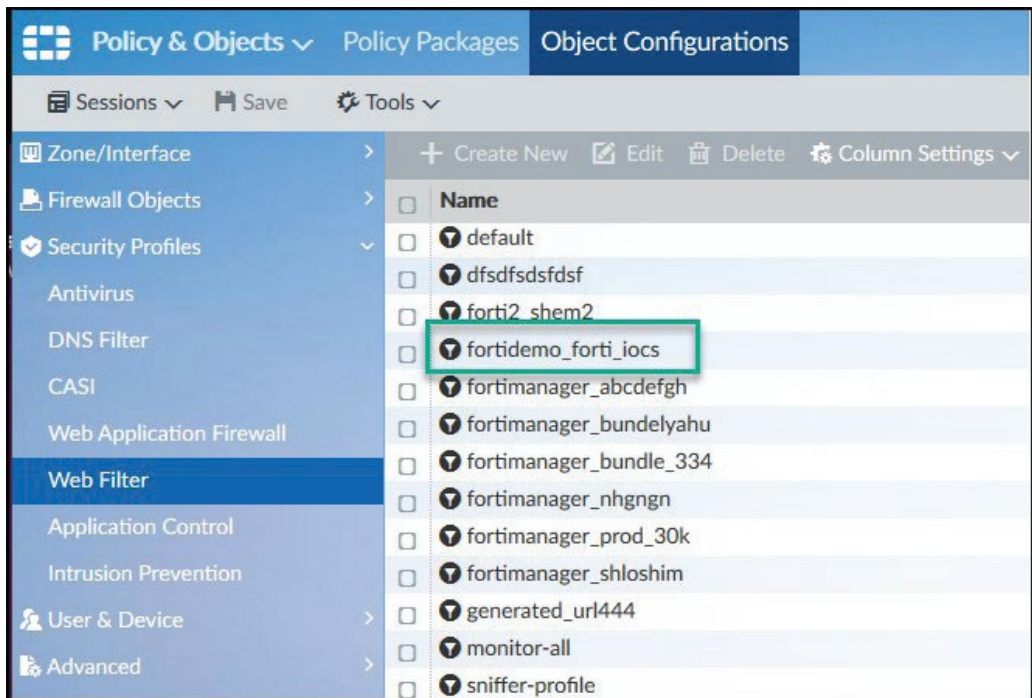 Policy & Objects Policy Packages Object Configurations
Sessions Save Tools
Zone/Interface
Firewall Objects
Security Profiles
Antivirus
DNS Filter
CASI
Web Application Firewall
Web Filter
Application Control
Intrusion Prevention
User & Device
Advanced
+ Create New Edit Delete Column Settings
Name
default
dfsdfsdsfdsf
forti2_shem2
fortidemo_forti_iocs
fortimanager_abcdefgh
fortimanager_bundelyahu
fortimanager_bundle_334
fortimanager_nhgngn
fortimanager_prod_30k
fortimanager_shloshim
generated_url444
monitor-all
sniffer-profile